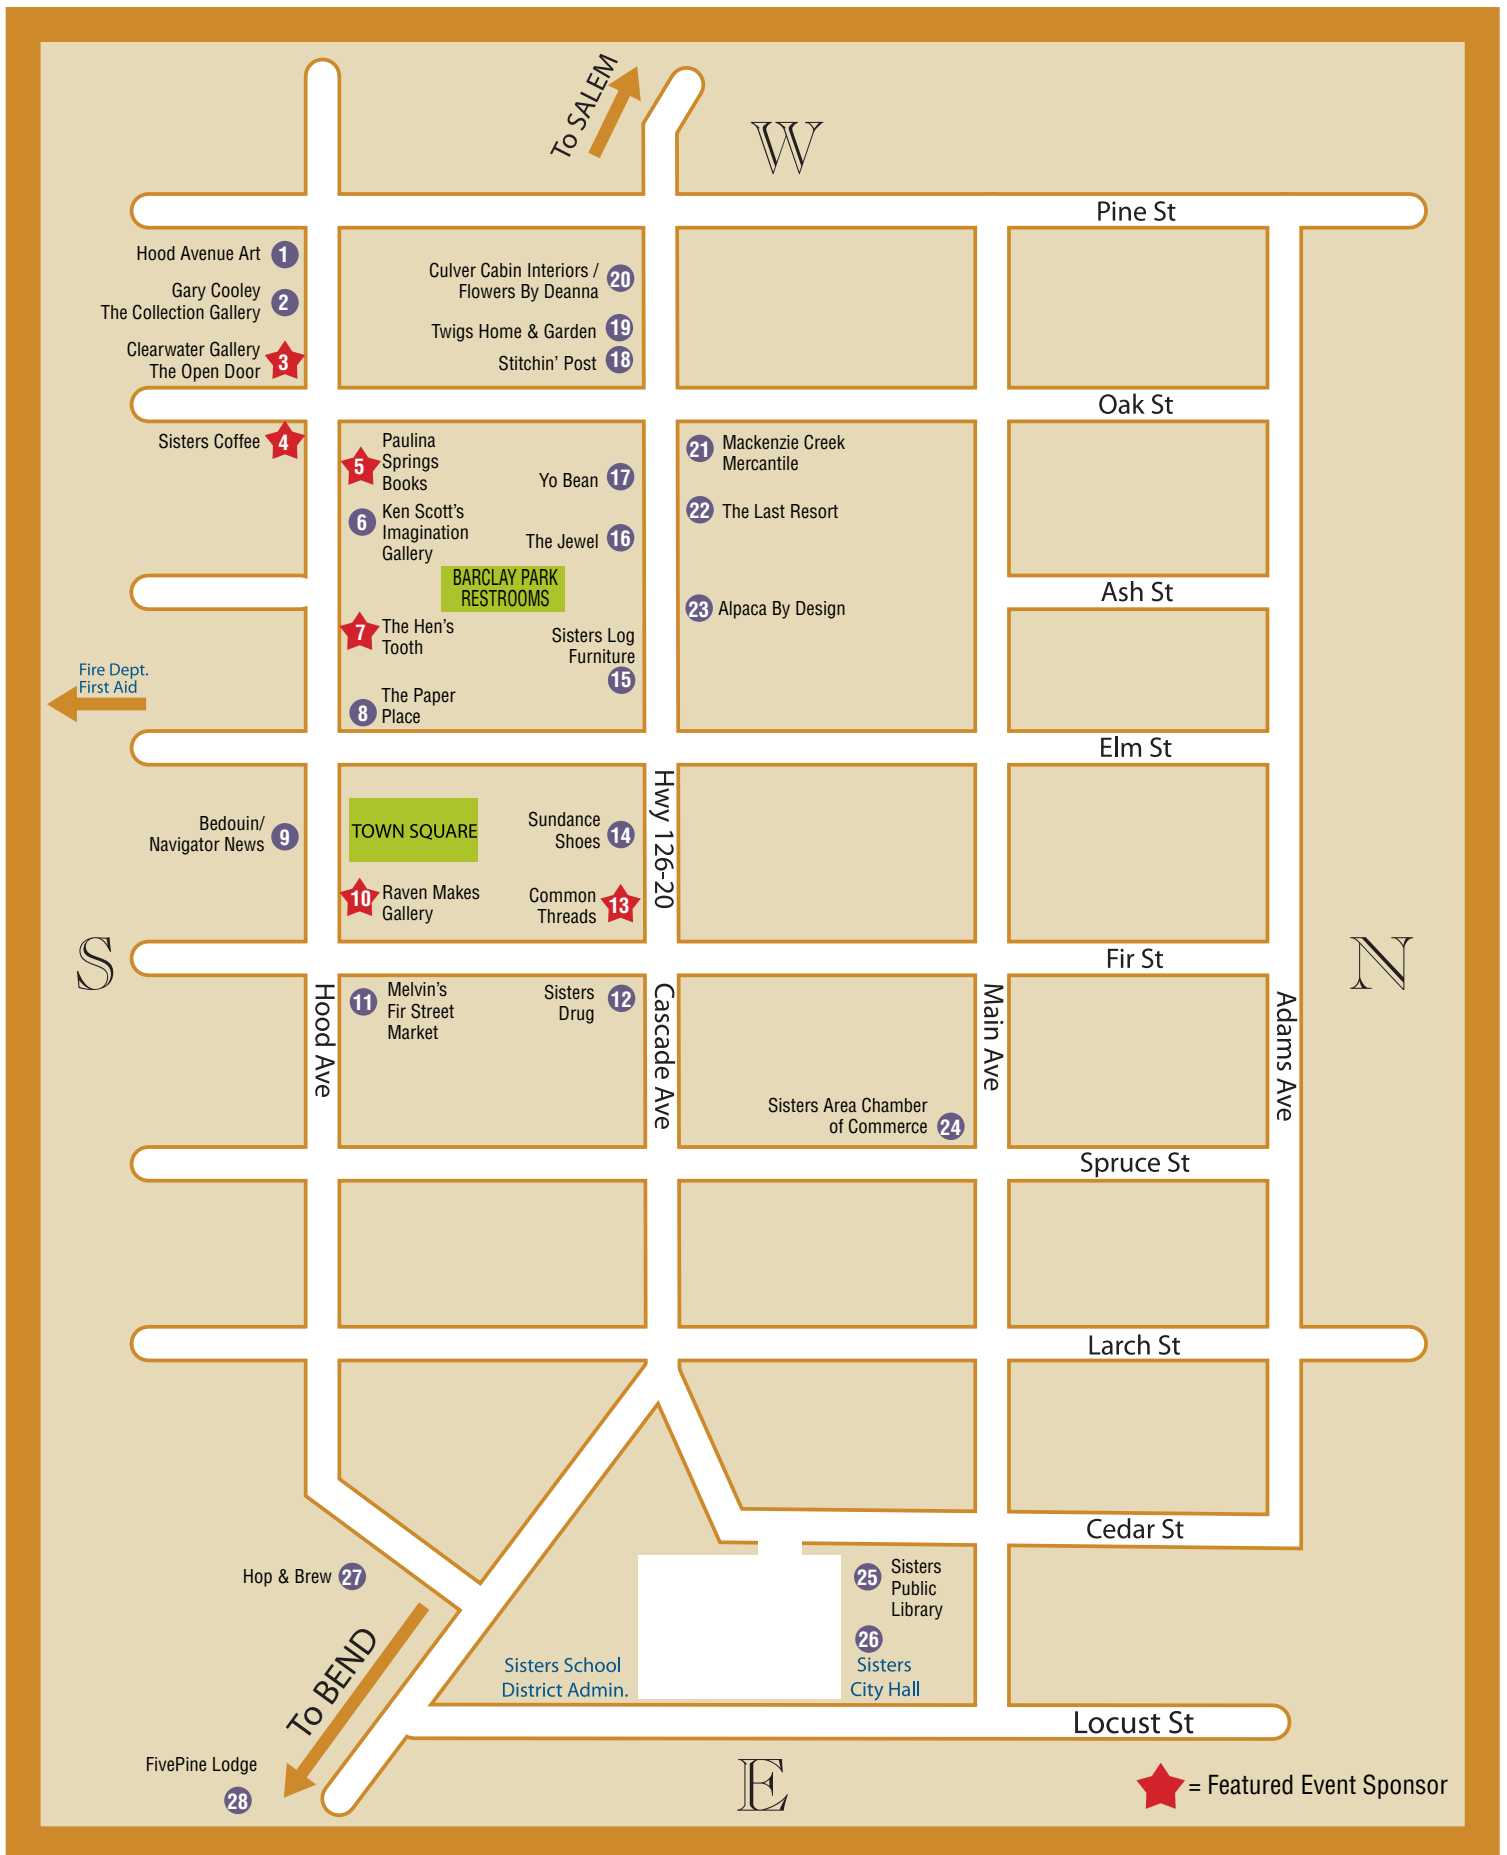 To SALEM
W
Pine St
Hood Avenue Art
1
Gary Cooley
The Collection Gallery
2
Clearwater Gallery
The Open Door
3
Culver Cabin Interiors /
Flowers By Deanna
20
Twigs Home & Garden
19
Stitchin' Post
18
Oak St
Sisters Coffee
4
5
Paulina
Springs
Books
6
Ken Scott's
Imagination
Gallery
Yo Bean
17
The Jewel
16
BARCLAY PARK
RESTROOMS
7
The Hen's
Tooth
Sisters Log
Furniture
15
8
The Paper
Place
21
Mackenzie Creek
Mercantile
22
The Last Resort
23
Alpaca By Design
Ash St
Fire Dept.
First Aid
Elm St
Bedouin/
Navigator News
9
TOWN SQUARE
Sundance
Shoes
14
10
Raven Makes
Gallery
Common
Threads
13
Hwy 126-20
S
Fir St
N
Hood Ave
11
Melvin's
Fir Street
Market
Sisters
Drug
12
Cascade Ave
Main Ave
Adams Ave
Sisters Area Chamber
of Commerce
24
Spruce St
Larch St
Cedar St
Hop & Brew
27
25
Sisters
Public
Library
26
Sisters
City Hall
Sisters School
District Admin.
To BEND
Locust St
FivePine Lodge
28
E
= Featured Event Sponsor